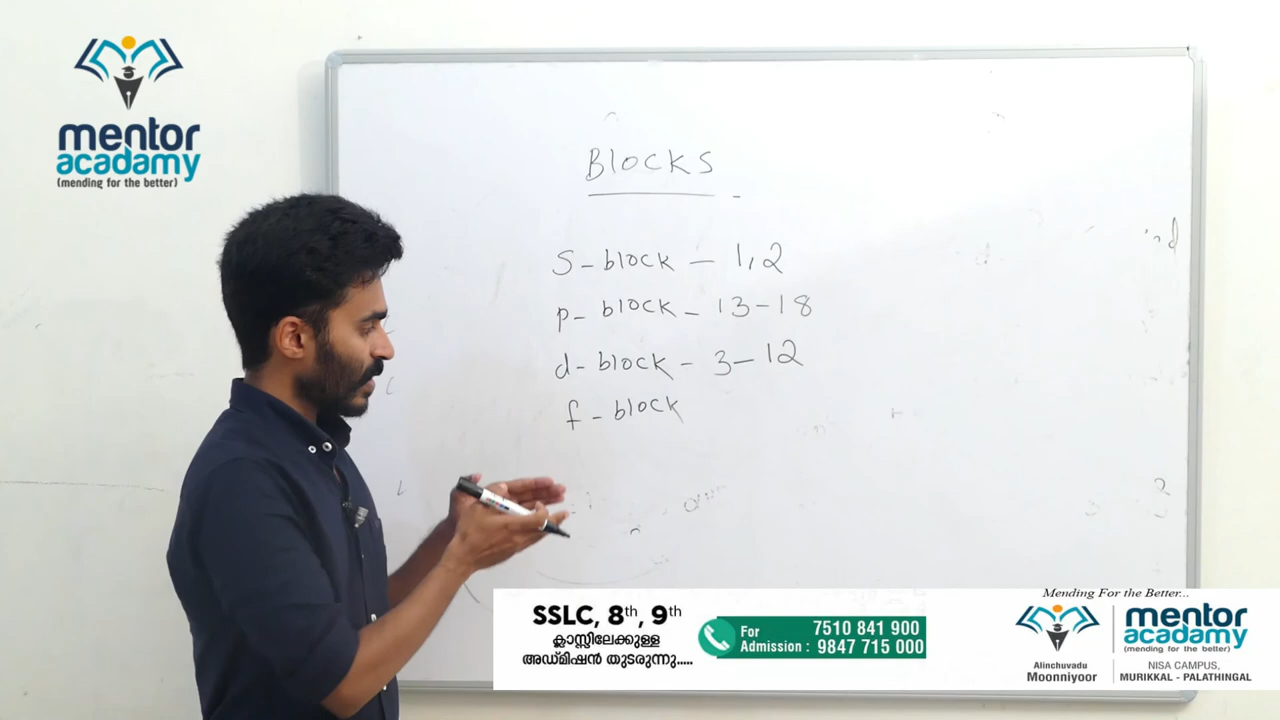 mentor
acadamy
(mending for the better)
Blocks
S - block - 1, 2
p - block - 13 - 18
d - block - 3 - 12
f - block
SSLC, 8th, 9th
ക്ലാസ്സിലേക്കുള്ള
അഡ്മിഷൻ തുടരുന്നു.....
For
Admission :
7510 841 900
9847 715 000
Mending For the Better...
Alinchuvadu
Moonniyoor
mentor
acadamy
(mending for the better)
NISA CAMPUS,
MURIKKAL - PALATHINGAL